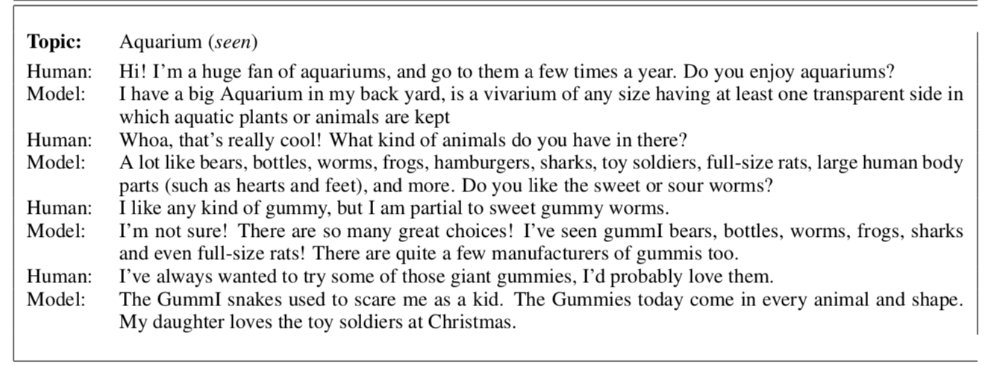 Topic: Aquarium (seen)
Human: Hi! I'm a huge fan of aquariums, and go to them a few times a year. Do you enjoy aquariums?
Model: I have a big Aquarium in my back yard, is a vivarium of any size having at least one transparent side in
which aquatic plants or animals are kept
Human: Whoa, that's really cool! What kind of animals do you have in there?
Model: A lot like bears, bottles, worms, frogs, hamburgers, sharks, toy soldiers, full-size rats, large human body
parts (such as hearts and feet), and more. Do you like the sweet or sour worms?
Human: I like any kind of gummy, but I am partial to sweet gummy worms.
Model: I'm not sure! There are so many great choices! I've seen gummI bears, bottles, worms, frogs, sharks
and even full-size rats! There are quite a few manufacturers of gummis too.
Human: I've always wanted to try some of those giant gummies, I'd probably love them.
Model: The GummI snakes used to scare me as a kid. The Gummies today come in every animal and shape.
My daughter loves the toy soldiers at Christmas.